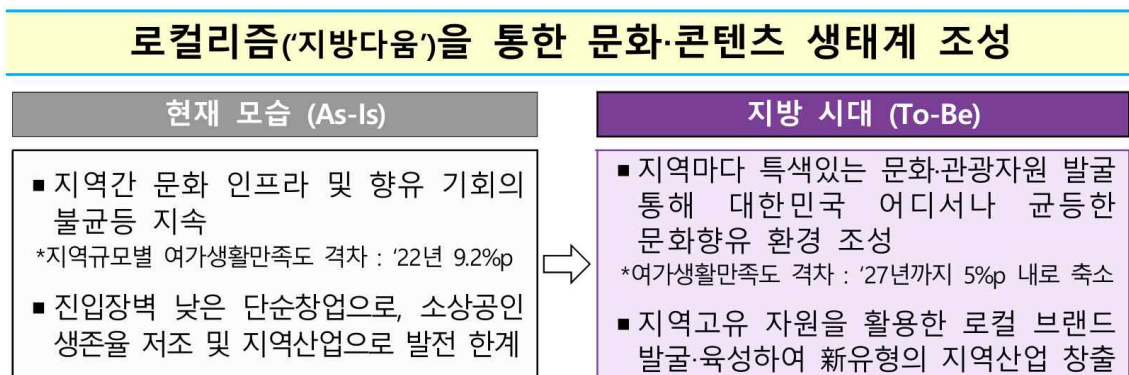 로컬리즘('지방다움')을 통한 문화·콘텐츠 생태계 조성
현재 모습 (As-Is)
■ 지역간 문화 인프라 및 향유 기회의
불균등 지속
*지역규모별 여가생활만족도 격차 : '22년 9.2%p
■ 진입장벽 낮은 단순창업으로, 소상공인
생존율 저조 및 지역산업으로 발전 한계
지방 시대 (To-Be)
■ 지역마다 특색있는 문화·관광자원 발굴
통해 대한민국 어디서나 균등한
문화향유 환경 조성
*여가생활만족도 격차 : '27년까지 5%p 내로 축소
■ 지역고유 자원을 활용한 로컬 브랜드
발굴·육성하여 新유형의 지역산업 창출